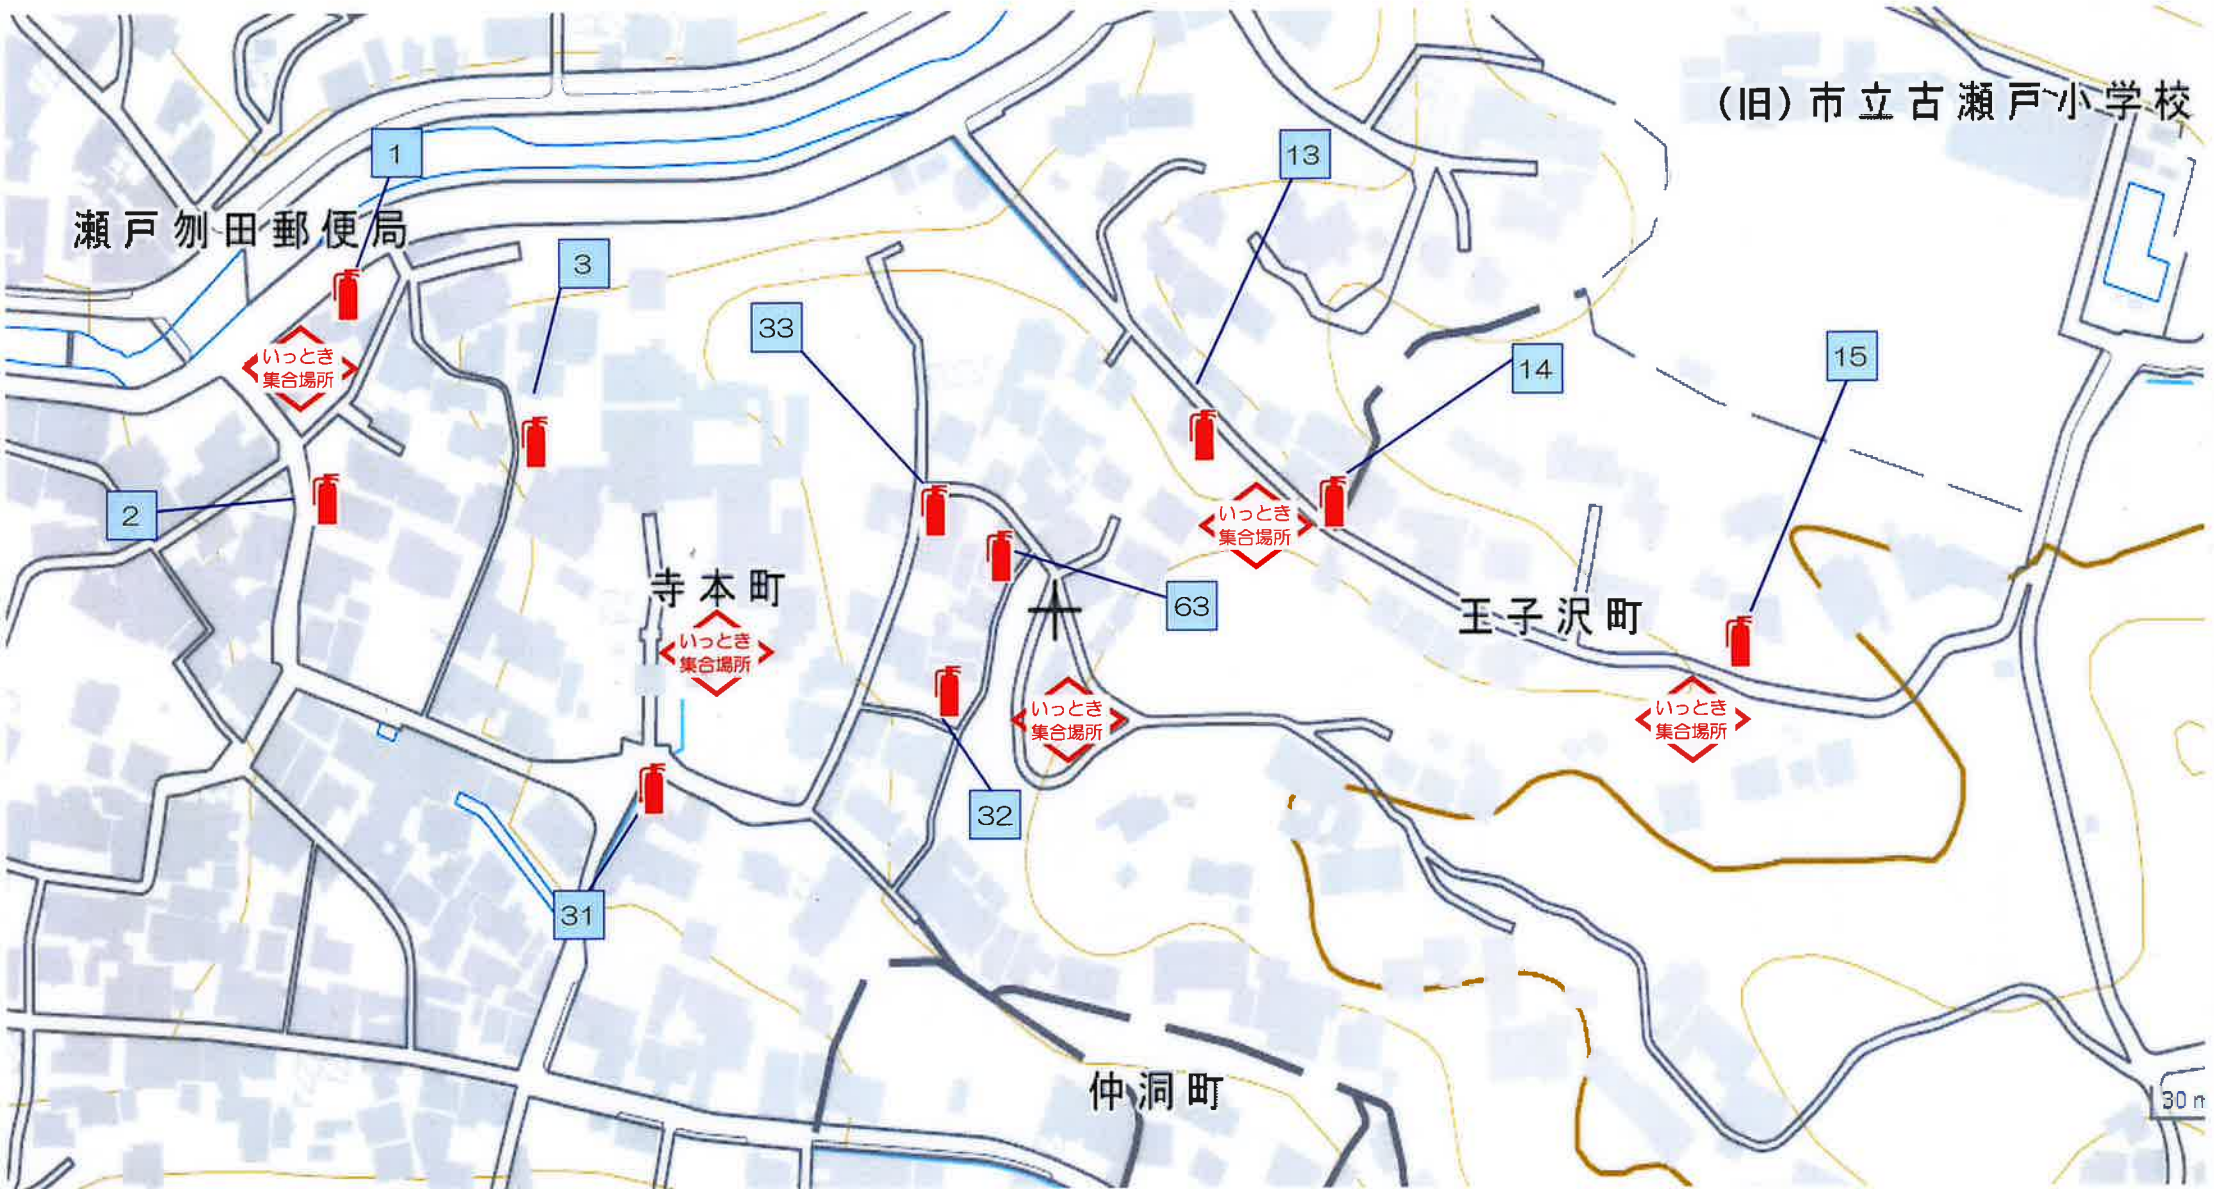 (旧)市立古瀬戸小学校
1
13
瀬戸刎田郵便局
3
33
15
14
いっとき
集合場所
2
いっとき
集合場所
寺本町
63
王子沢町
いっとき
集合場所
いっとき
集合場所
いっとき
集合場所
32
31
仲洞町
30 m